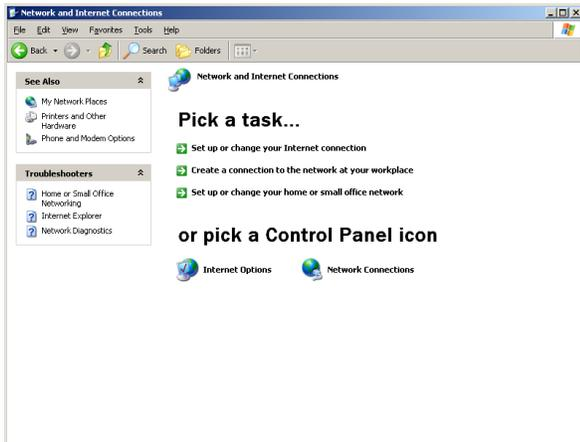 Network and Internet Connections
File Edit View Favorites Tools Help
Back Search Folders
See Also
My Network Places
Printers and Other
Hardware
Phone and Modem Options
Troubleshooters
Home or Small Office
Networking
Internet Explorer
Network Diagnostics
Network and Internet Connections
Pick a task...
Set up or change your Internet connection
Create a connection to the network at your workplace
Set up or change your home or small office network
or pick a Control Panel icon
Internet Options Network Connections